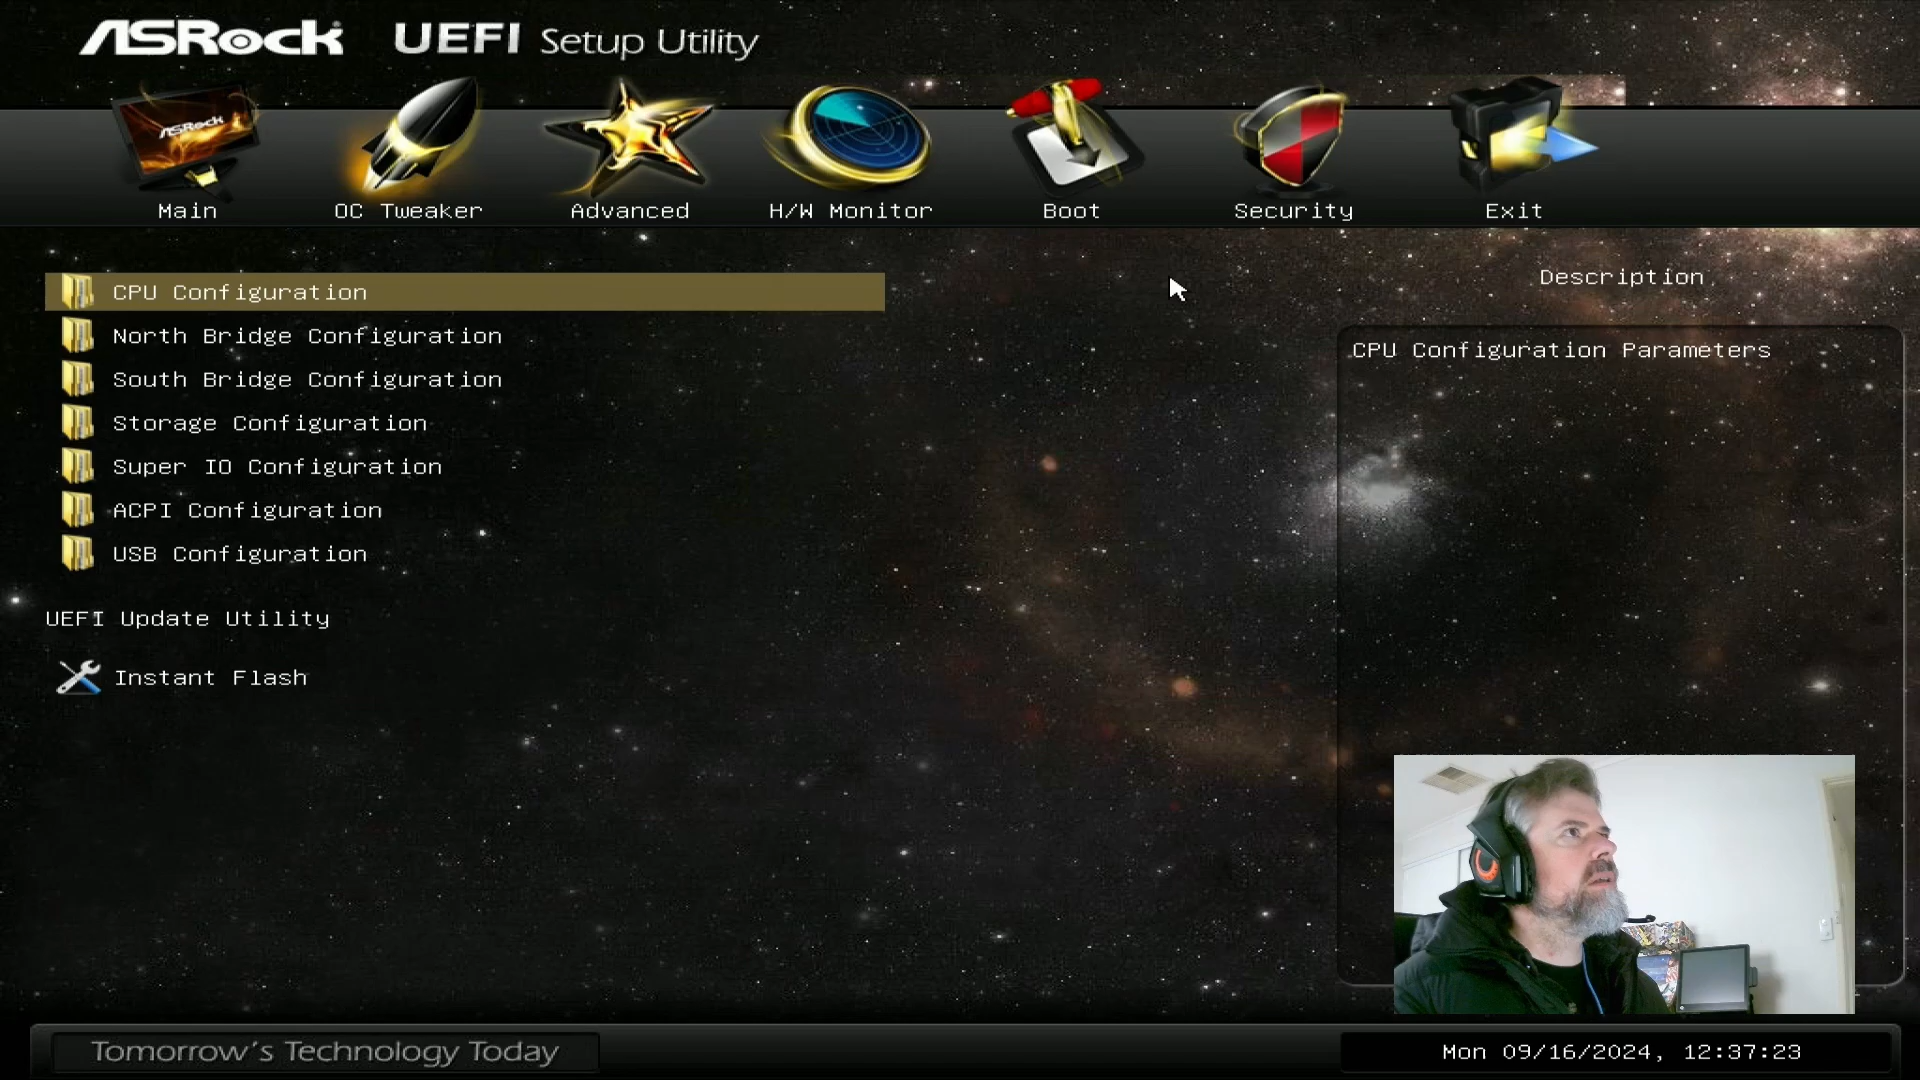 ASRock UEFI Setup Utility
ASRock
Main OC Tweaker Advanced H/W Monitor Boot Security Exit
CPU Configuration
North Bridge Configuration
South Bridge Configuration
Storage Configuration
Super IO Configuration
ACPI Configuration
USB Configuration
UEFI Update Utility
Instant Flash
Description
CPU Configuration Parameters
Tomorrow's Technology Today
Mon 09/16/2024, 12:37:23